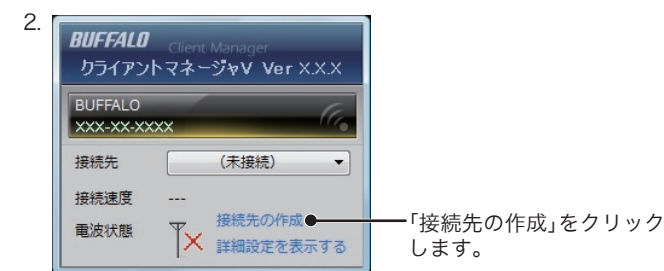 2.
BUFFALO Client Manager
クライアントマネージャV Ver X.X.X
BUFFALO
XXX-XX-XXXX
接続先 (未接続)
接続速度 ---
電波状態 接続先の作成
詳細設定を表示する
「接続先の作成」をクリック
します。